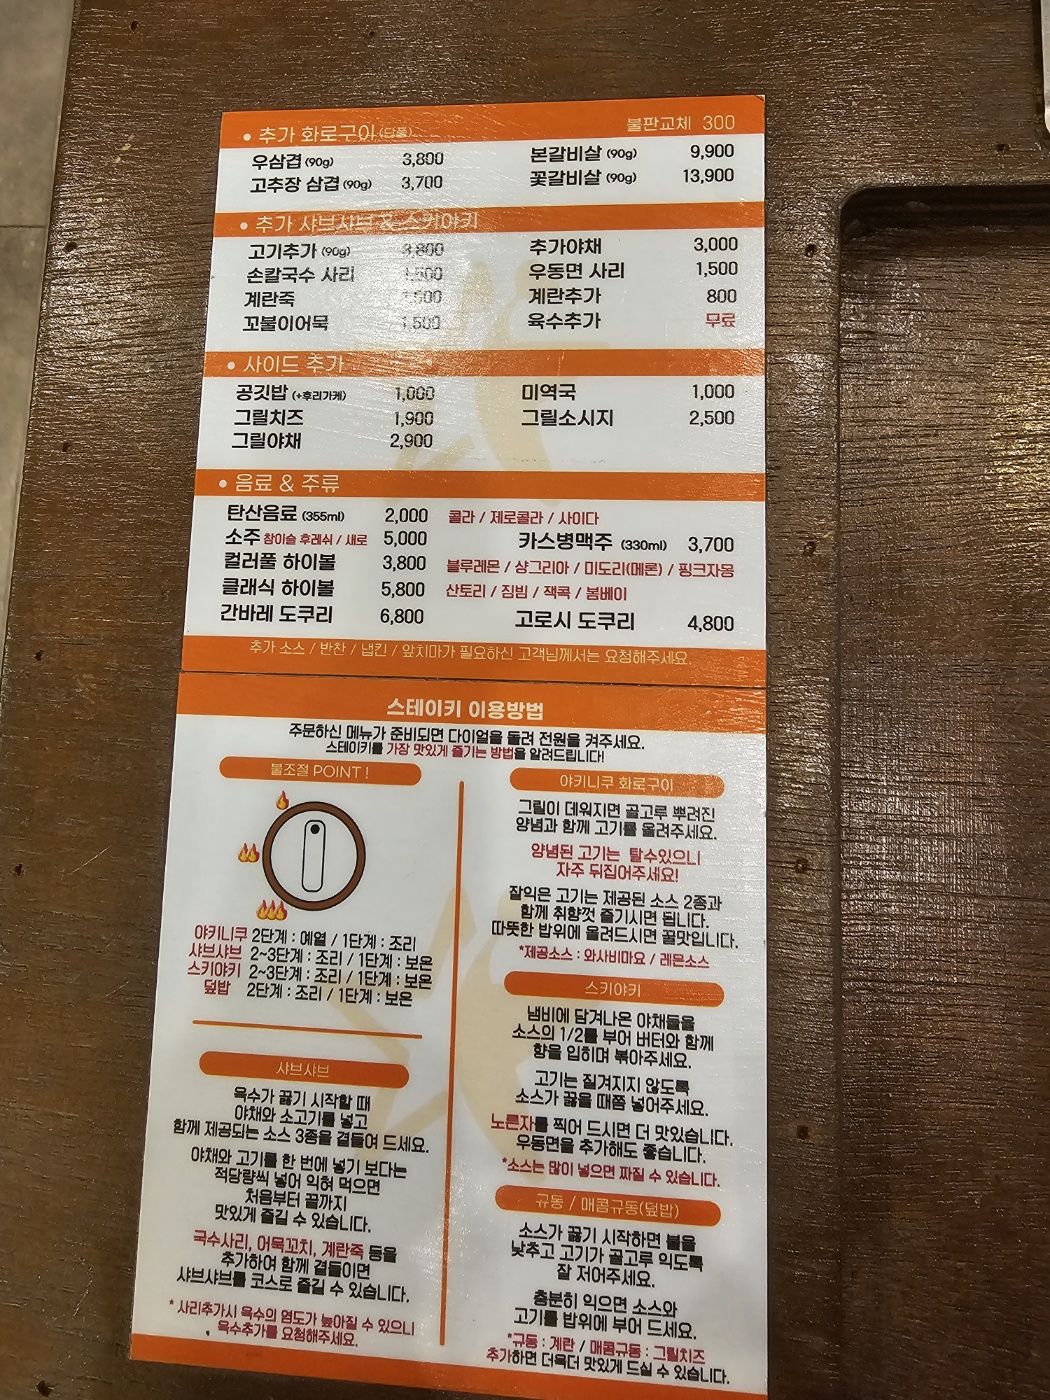 • 추가 화로구이 (단품) 불판교체 300
우삼겹 (90g) 3,800 본갈비살 (90g) 9,900
고추장 삼겹 (90g) 3,700 꽃갈비살 (90g) 13,900
• 추가 샤브샤브 & 스키야키
고기추가 (90g) 3,800 추가야채 3,000
손칼국수 사리 1,500 우동면 사리 1,500
계란죽 계란추가 800
꼬불이어묵 1,500 육수추가 무료
• 사이드 추가
공깃밥 (+후리가케) 1,000 미역국 1,000
그릴치즈 1,900 그릴소시지 2,500
그릴야채 2,900
• 음료 & 주류
탄산음료 (355ml) 2,000 콜라 / 제로콜라 / 사이다
소주 참이슬 후레쉬 / 새로 5,000 카스병맥주 (330ml) 3,700
컬러풀 하이볼 3,800 블루레몬 / 샹그리아 / 미도리(메론) / 핑크자몽
클래식 하이볼 5,800 산토리 / 짐빔 / 잭콕 / 봄베이
간바레 도쿠리 6,800 고로시 도쿠리 4,800
추가 소스 / 반찬 / 냅킨 / 앞치마가 필요하신 고객님께서는 요청해주세요.
스테이키 이용방법
주문하신 메뉴가 준비되면 다이얼을 돌려 전원을 켜주세요.
스테이키를 가장 맛있게 즐기는 방법을 알려드립니다!
불조절 POINT !
야키니쿠 2단계 : 예열 / 1단계 : 조리
샤브샤브 2~3단계 : 조리 / 1단계 : 보온
스키야키 2~3단계 : 조리 / 1단계 : 보온
덮밥 2단계 : 조리 / 1단계 : 보온
샤브샤브
육수가 끓기 시작할 때
야채와 소고기를 넣고
함께 제공되는 소스 3종을 곁들여 드세요.
야채와 고기를 한 번에 넣기 보다는
적당량씩 넣어 익혀 먹으면
처음부터 끝까지
맛있게 즐길 수 있습니다.
국수사리, 어묵꼬치, 계란죽 등을
추가하여 함께 곁들이면
샤브샤브를 코스로 즐길 수 있습니다.
* 사리추가시 육수의 염도가 높아질 수 있으니
육수추가를 요청해주세요.
야키니쿠 화로구이
그릴이 데워지면 골고루 뿌려진
양념과 함께 고기를 올려주세요.
양념된 고기는 탈수있으니
자주 뒤집어주세요!
잘익은 고기는 제공된 소스 2종과
함께 취향껏 즐기시면 됩니다.
따뜻한 밥위에 올려드시면 꿀맛입니다.
*제공소스 : 와사비마요 / 레몬소스
스키야키
냄비에 담겨나온 야채들을
소스의 1/2를 부어 버터와 함께
향을 입히며 볶아주세요.
고기는 질겨지지 않도록
소스가 끓을 때쯤 넣어주세요.
노른자를 찍어 드시면 더 맛있습니다.
우동면을 추가해도 좋습니다.
*소스는 많이 넣으면 짜질 수 있습니다.
규동 / 매콤규동(덮밥)
소스가 끓기 시작하면 불을
낮추고 고기가 골고루 익도록
잘 저어주세요.
충분히 익으면 소스와
고기를 밥위에 부어 드세요.
*규동 : 계란 / 매콤규동 : 그릴치즈
추가하면 더욱더 맛있게 드실 수 있습니다.